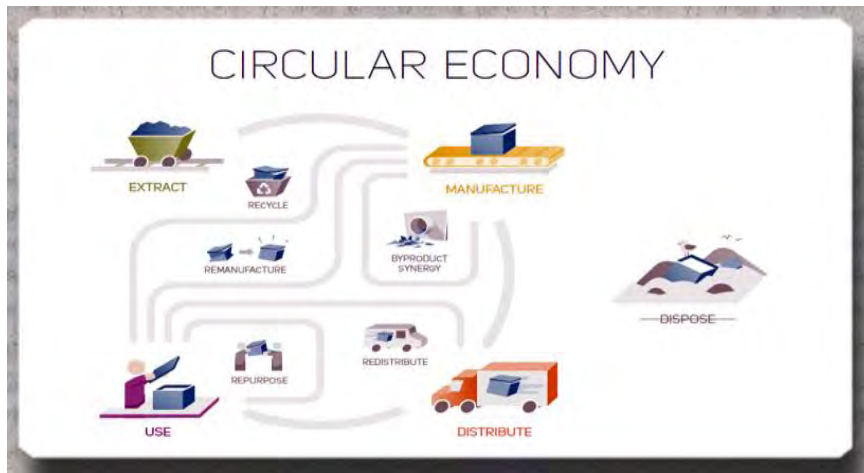 CIRCULAR ECONOMY
EXTRACT
MANUFACTURE
RECYCLE
REMANUFACTURE
BYPRODUCT
SYNERGY
DISPOSE
REPURPOSE
REDISTRIBUTE
USE
DISTRIBUTE